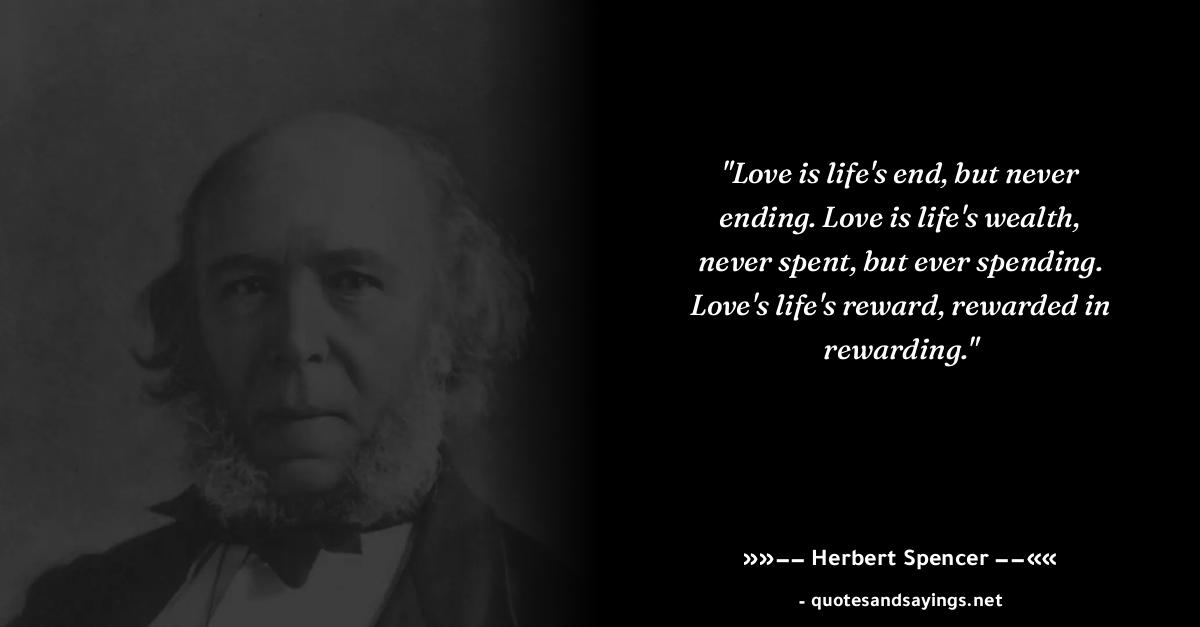 "Love is life's end, but never
ending. Love is life's wealth,
never spent, but ever spending.
Love's life's reward, rewarded in
rewarding."
»»–– Herbert Spencer ––««
- quotesandsayings.net